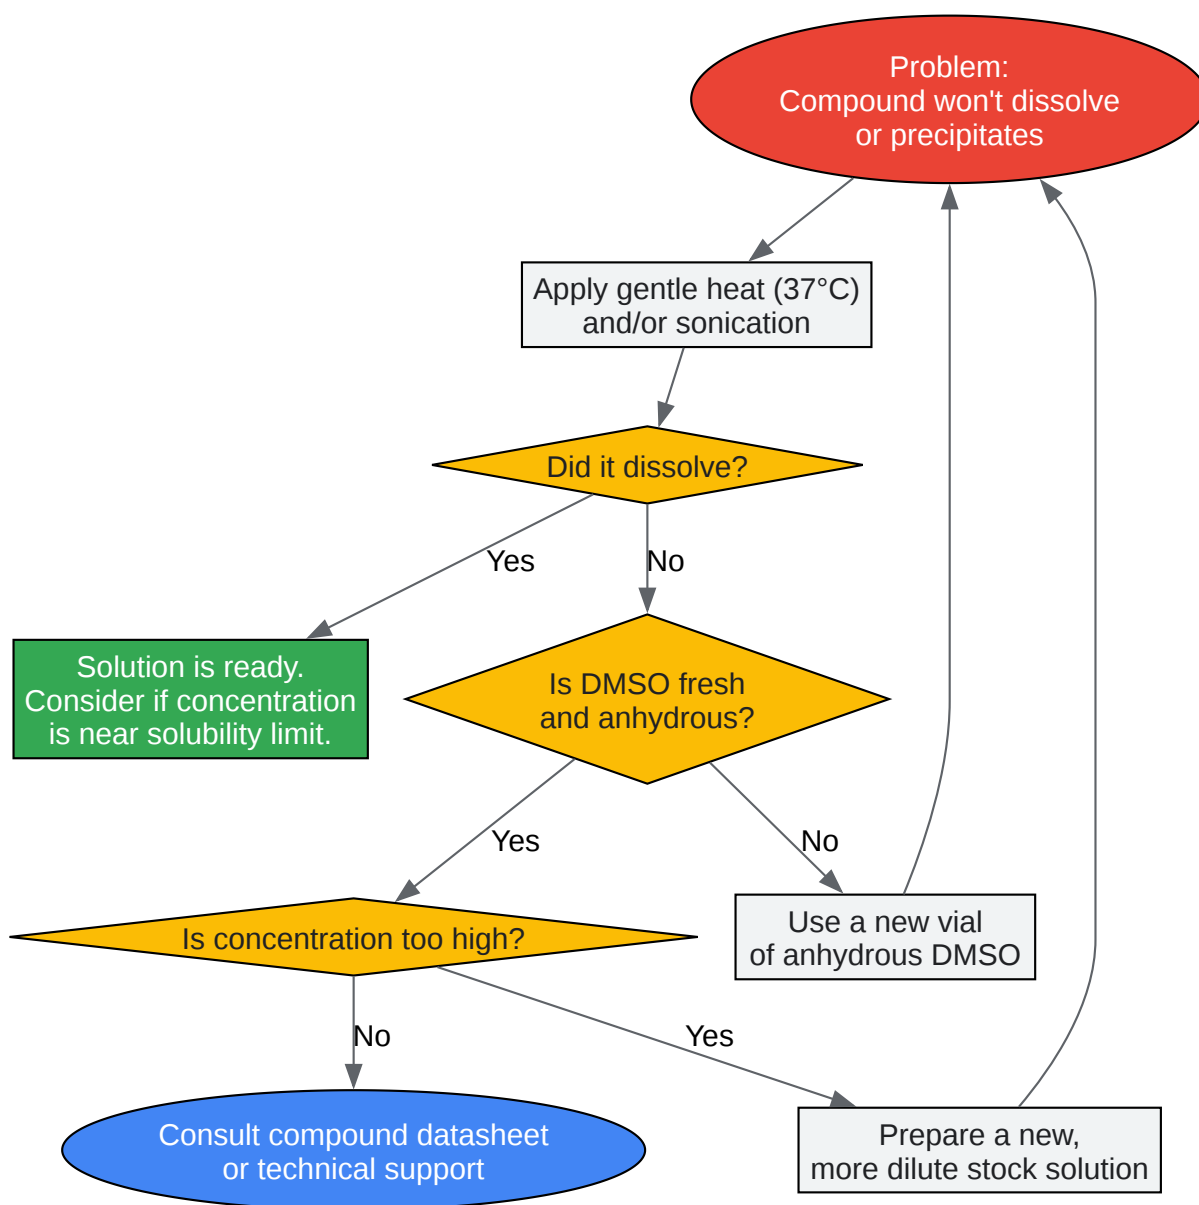 Problem:
Compound won't dissolve
or precipitates
Apply gentle heat (37°C)
and/or sonication
Did it dissolve?
Yes
No
Solution is ready.
Consider if concentration
is near solubility limit.
Is DMSO fresh
and anhydrous?
Yes
No
Is concentration too high?
Use a new vial
of anhydrous DMSO
No
Yes
Consult compound datasheet
or technical support
Prepare a new,
more dilute stock solution